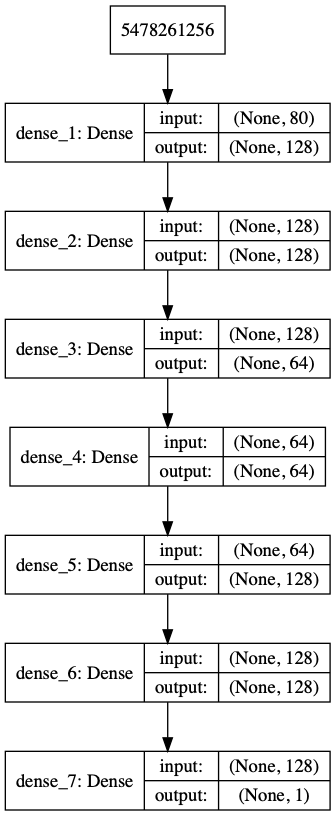 5478261256
dense_1: Dense
input: (None, 80)
output: (None, 128)
dense_2: Dense
input: (None, 128)
output: (None, 128)
dense_3: Dense
input: (None, 128)
output: (None, 64)
dense_4: Dense
input: (None, 64)
output: (None, 64)
dense_5: Dense
input: (None, 64)
output: (None, 128)
dense_6: Dense
input: (None, 128)
output: (None, 128)
dense_7: Dense
input: (None, 128)
output: (None, 1)